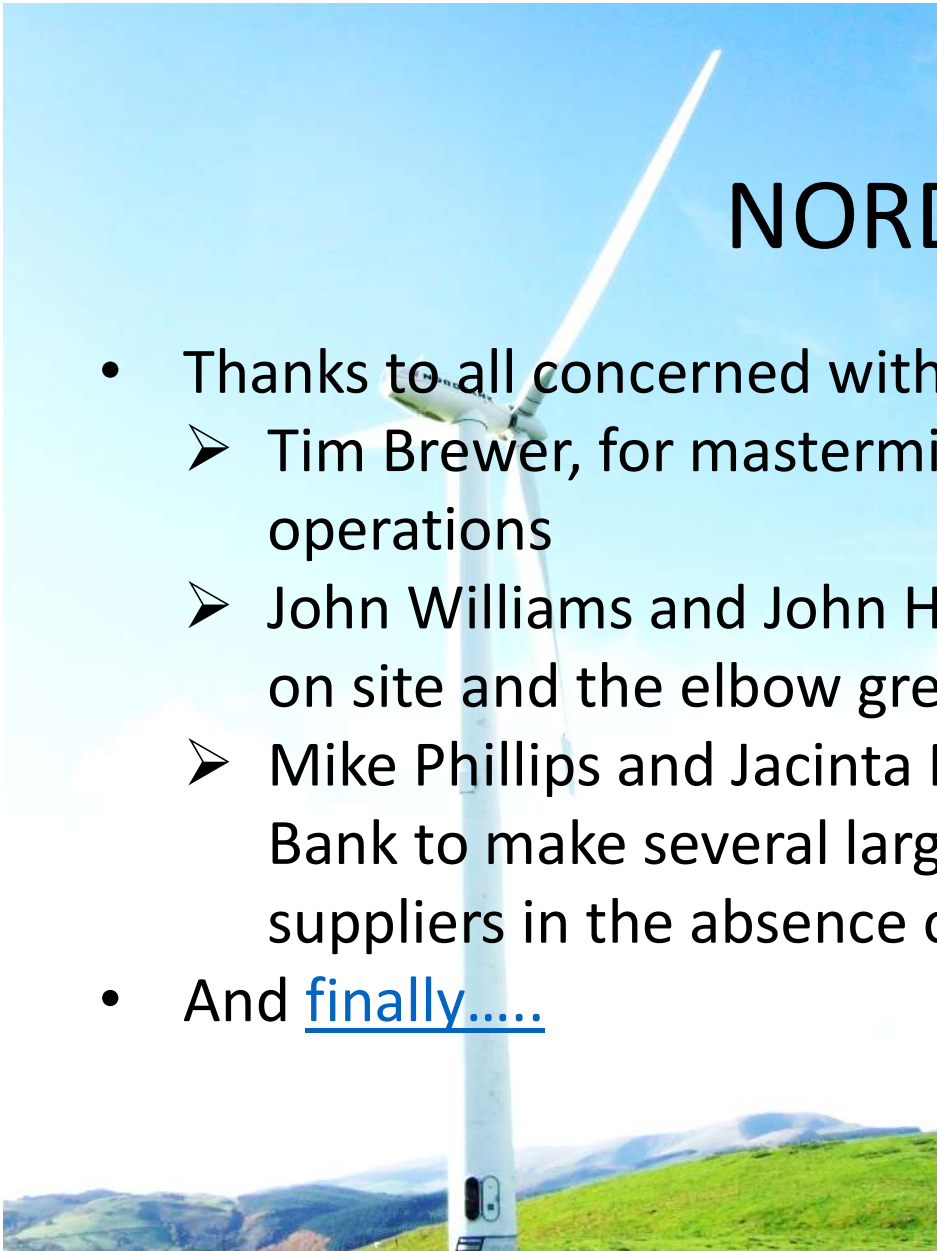 NORD
• Thanks to all concerned with
➢ Tim Brewer, for mastermi
operations
➢ John Williams and John H
on site and the elbow gre
➢ Mike Phillips and Jacinta
Bank to make several larg
suppliers in the absence
• And finally…..